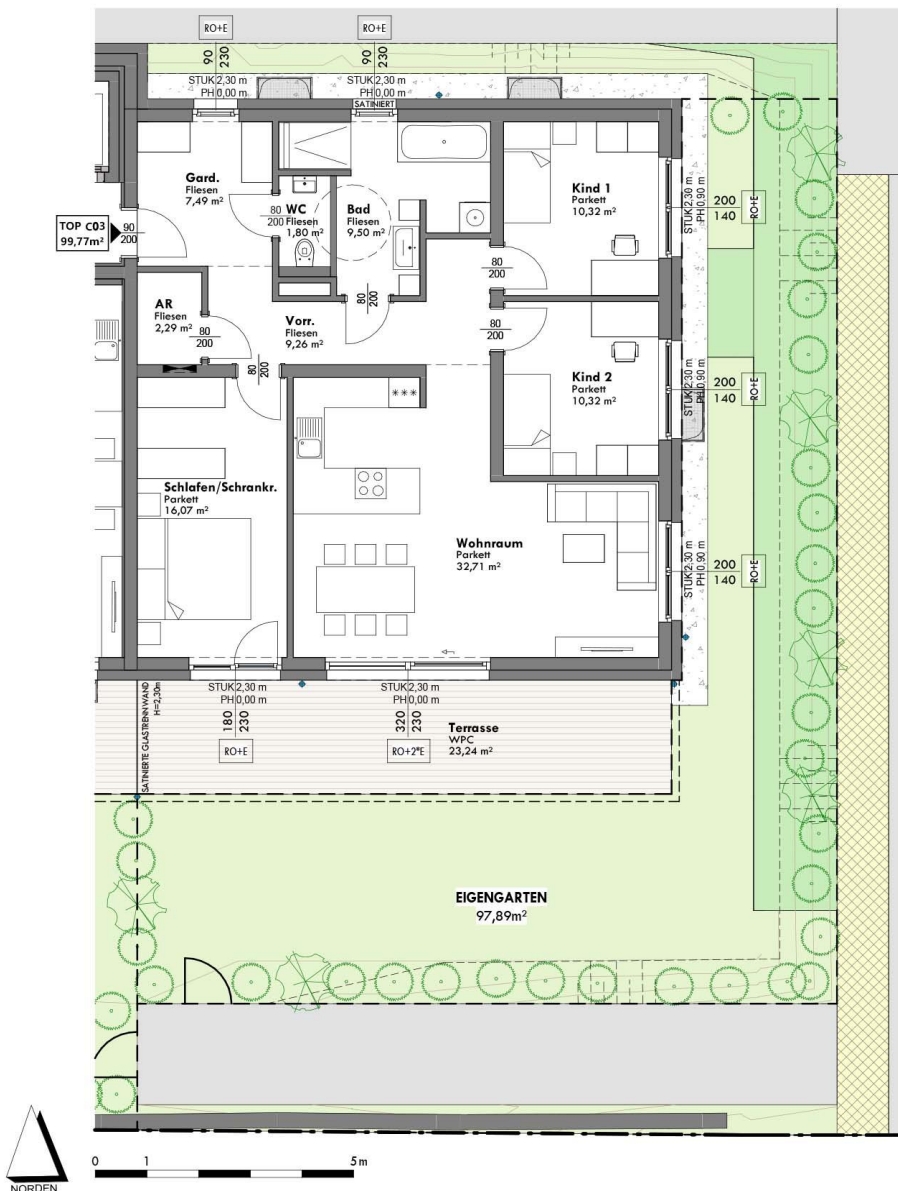 RO+E
RO+E
90
230
90
230
STUK 2,30 m
PH 0,00 m
STUK 2,30 m
PH 0,00 m
SATINIERT
Gard.
Fliesen
7,49 m²
80
200
WC
Fliesen
1,80 m²
Bad
Fliesen
9,50 m²
Kind 1
Parkett
10,32 m²
STUK 2,30 m
PH 0,90 m
200
140
RO+E
TOP C03
99,77m²
90
200
80
200
AR
Fliesen
2,29 m²
80
200
Vorr.
Fliesen
9,26 m²
80
200
80
200
80
200
Kind 2
Parkett
10,32 m²
STUK 2,30 m
PH 0,90 m
200
140
RO+E
Schlafen/Schrankr.
Parkett
16,07 m²
Wohnraum
Parkett
32,71 m²
STUK 2,30 m
PH 0,90 m
200
140
RO+E
SATINIERTE GLASTRENNWAND
H=2,30m
STUK 2,30 m
PH 0,00 m
180
230
RO+E
STUK 2,30 m
PH 0,00 m
320
230
RO+2*E
Terrasse
WPC
23,24 m²
EIGENGARTEN
97,89m²
NORDEN
0 1 5 m